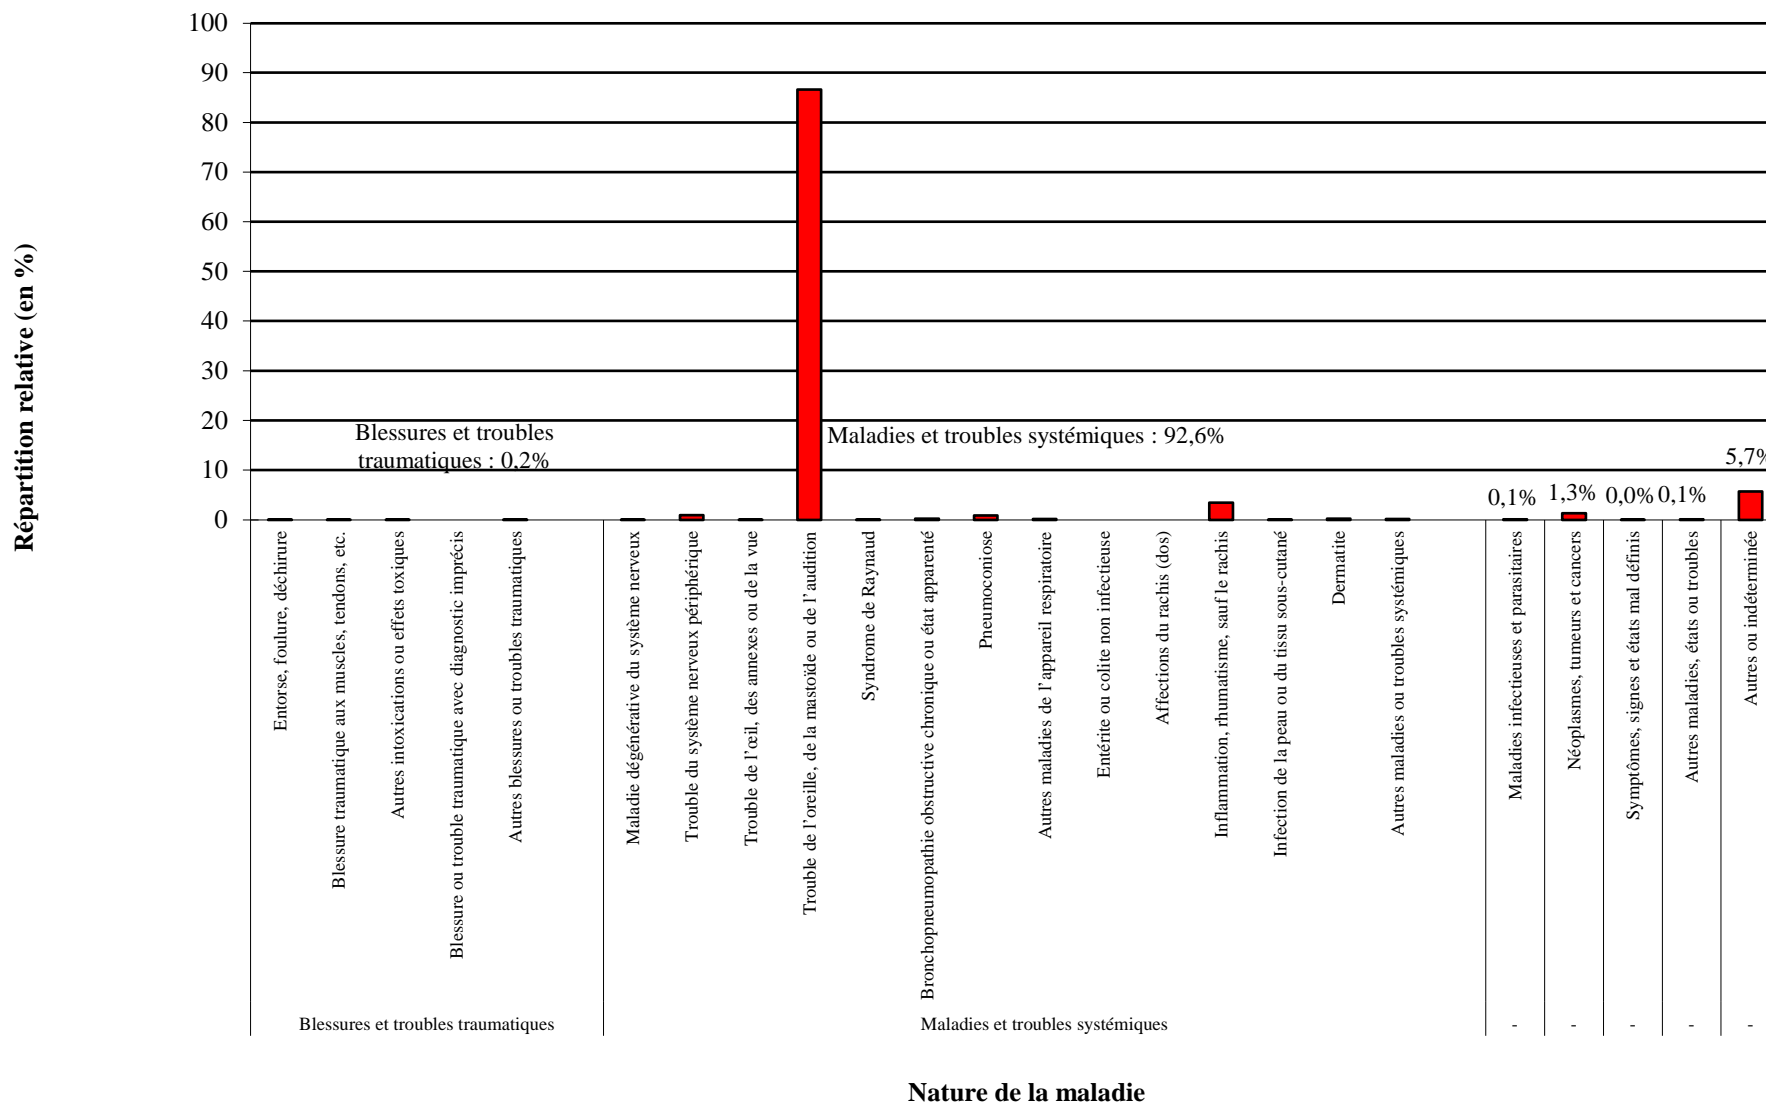 Répartition relative (en %)
100
90
80
70
60
50
40
30
20
10
0
Blessures et troubles
traumatiques : 0,2%
Maladies et troubles systémiques : 92,6%
0,1%
1,3%
0,0%
0,1%
5,7%
Entorse, foulure, déchirure
Blessure traumatique aux muscles, tendons, etc.
Autres intoxications ou effets toxiques
Blessure ou trouble traumatique avec diagnostic imprécis
Autres blessures ou troubles traumatiques
Maladie dégénérative du système nerveux
Trouble du système nerveux périphérique
Trouble de l’œil, des annexes ou de la vue
Trouble de l’oreille, de la mastoïde ou de l’audition
Syndrome de Raynaud
Bronchopneumopathie obstructive chronique ou état apparenté
Pneumoconiose
Autres maladies de l’appareil respiratoire
Entérite ou colite non infectieuse
Affections du rachis (dos)
Inflammation, rhumatisme, sauf le rachis
Infection de la peau ou du tissu sous-cutané
Dermatite
Autres maladies ou troubles systémiques
Maladies infectieuses et parasitaires
Néoplasmes, tumeurs et cancers
Symptômes, signes et états mal définis
Autres maladies, états ou troubles
Autres ou indéterminée
Blessures et troubles traumatiques
Maladies et troubles systémiques
-
-
-
-
-
Nature de la maladie